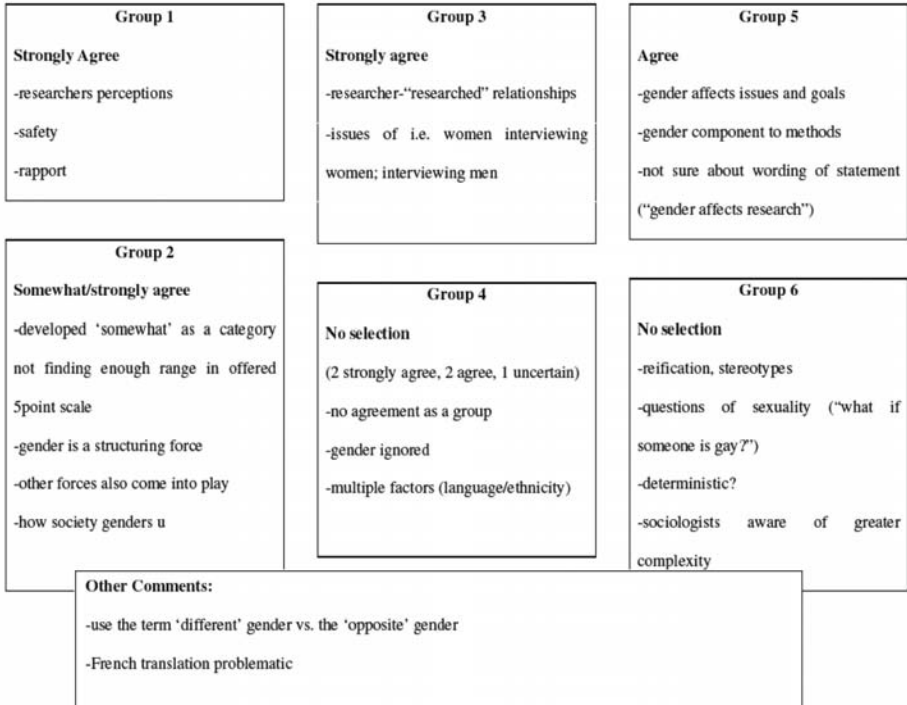 Group 1
Strongly Agree
-researchers perceptions
-safety
-rapport
Group 2
Somewhat/strongly agree
-developed ‘somewhat’ as a category
not finding enough range in offered
5point scale
-gender is a structuring force
-other forces also come into play
-how society genders u
Group 3
Strongly agree
-researcher-“researched” relationships
-issues of i.e. women interviewing
women; interviewing men
Group 4
No selection
(2 strongly agree, 2 agree, 1 uncertain)
-no agreement as a group
-gender ignored
-multiple factors (language/ethnicity)
Group 5
Agree
-gender affects issues and goals
-gender component to methods
-not sure about wording of statement
(“gender affects research”)
Group 6
No selection
-reification, stereotypes
-questions of sexuality (“what if
someone is gay?”)
-deterministic?
-sociologists aware of greater
complexity
Other Comments:
-use the term ‘different’ gender vs. the ‘opposite’ gender
-French translation problematic